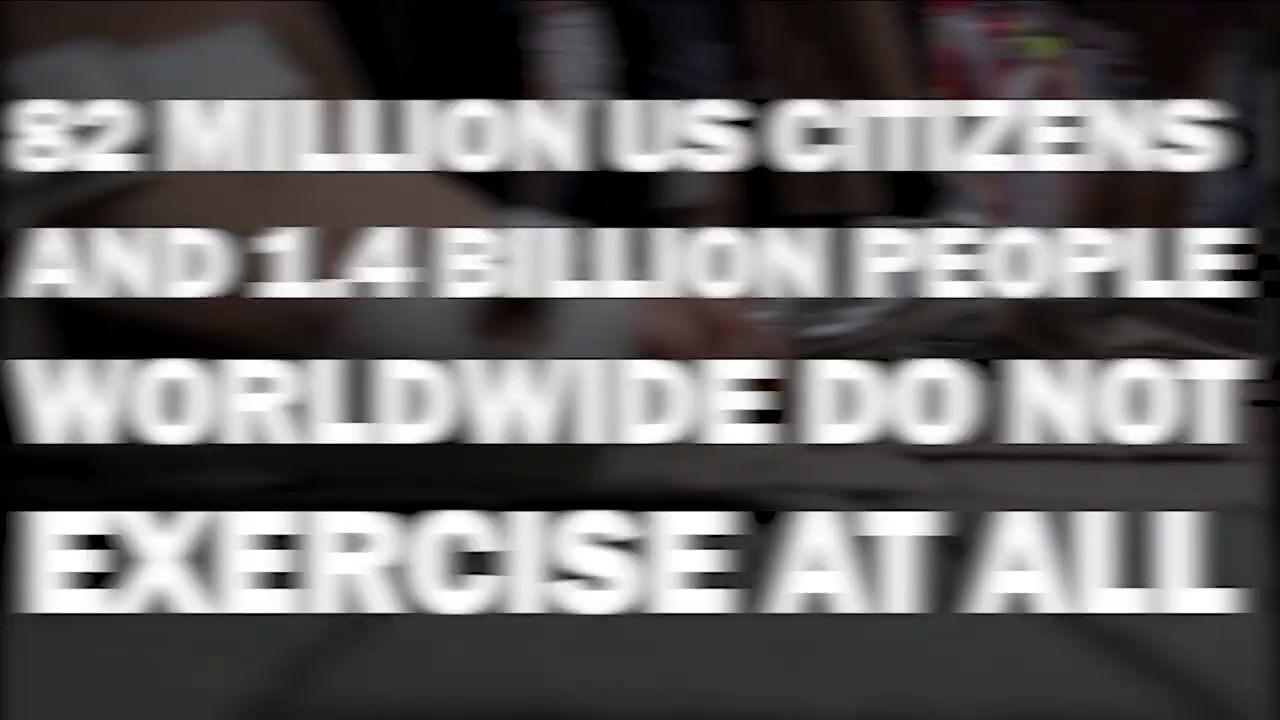 82 MILLION US CITIZENS
AND 1.4 BILLION PEOPLE
WORLDWIDE DO NOT
EXERCISE AT ALL